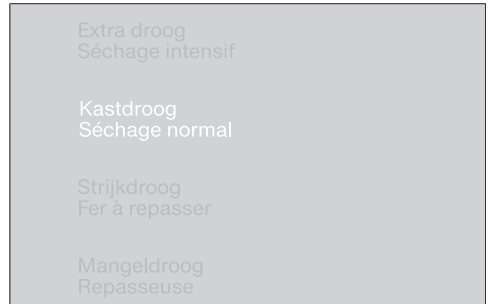 Extra droog
Séchage intensif
Kastdroog
Séchage normal
Strijkdroog
Fer à repasser
Mangeldroog
Repasseuse